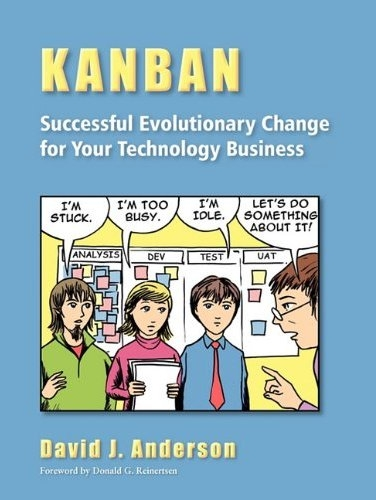 KANBAN
Successful Evolutionary Change
for Your Technology Business
I'M
STUCK.
I'M TOO
BUSY.
I'M
IDLE.
LET'S DO
SOMETHING
ABOUT IT!
ANALYSIS
DEV
TEST
UAT
David J. Anderson
Foreword by Donald G. Reinertsen